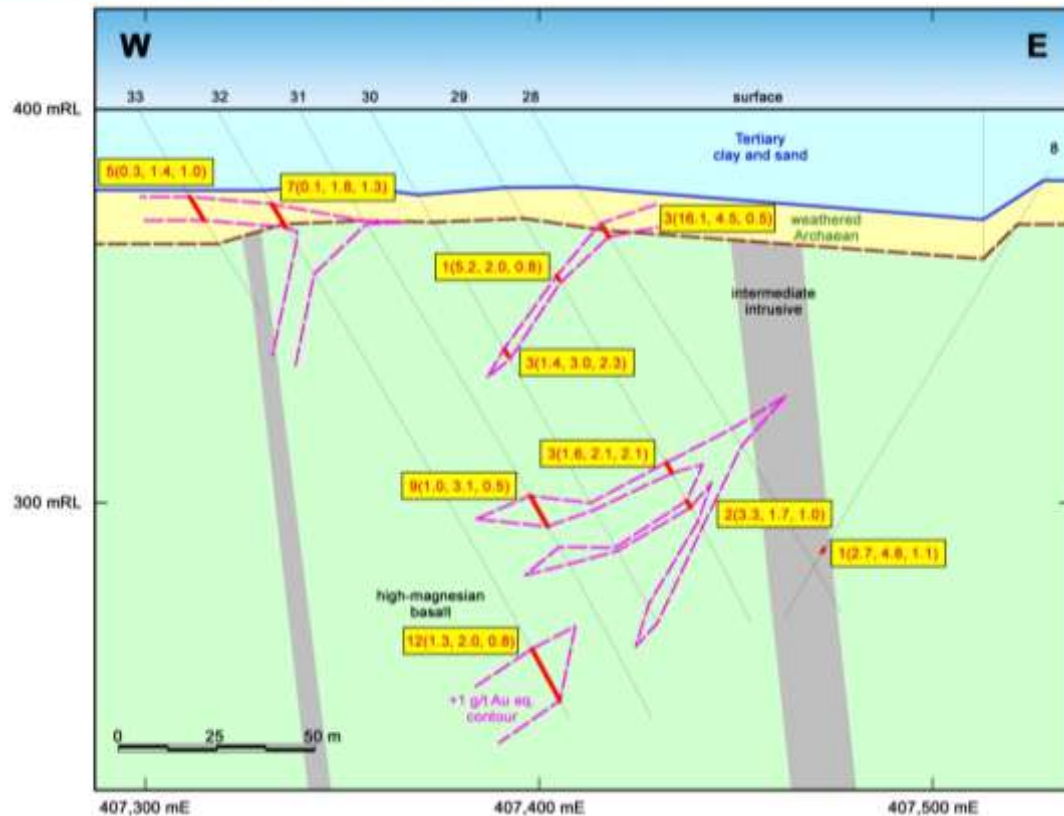 W
E
400 mRL
33
32
31
30
29
28
surface
Tertiary
clay and sand
8
5(0.3, 1.4, 1.0)
7(0.1, 1.8, 1.3)
3(16.1, 4.5, 0.5)
weathered
Archaean
1(5.2, 2.0, 0.8)
intermediate
intrusive
3(1.4, 3.0, 2.3)
3(1.6, 2.1, 2.1)
9(1.0, 3.1, 0.5)
300 mRL
2(3.3, 1.7, 1.0)
1(2.7, 4.8, 1.1)
high-magnesian
basalt
12(1.3, 2.0, 0.8)
+1 g/t Au eq.
contour
0
25
50 m
407,300 mE
407,400 mE
407,500 mE